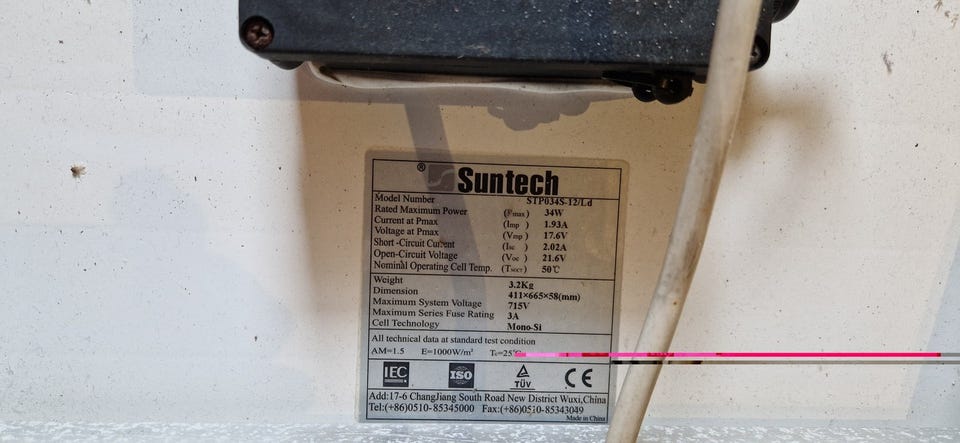 ® Suntech
Model Number STP034S-12/Ld
Rated Maximum Power (Pmax) 34W
Current at Pmax (Imp) 1.93A
Voltage at Pmax (Vmp) 17.6V
Short-Circuit Current (Isc) 2.02A
Open-Circuit Voltage (Voc) 21.6V
Nominal Operating Cell Temp. (TNOCT) 50℃
Weight 3.2Kg
Dimension 411×665×58(mm)
Maximum System Voltage 715V
Maximum Series Fuse Rating 3A
Cell Technology Mono-Si
All technical data at standard test condition
AM=1.5 E=1000W/m² Tc=25℃
IEC ISO TÜV CE
Add:17-6 ChangJiang South Road New District Wuxi,China
Tel:(+86)0510-85345000 Fax:(+86)0510-85343049
Made in China